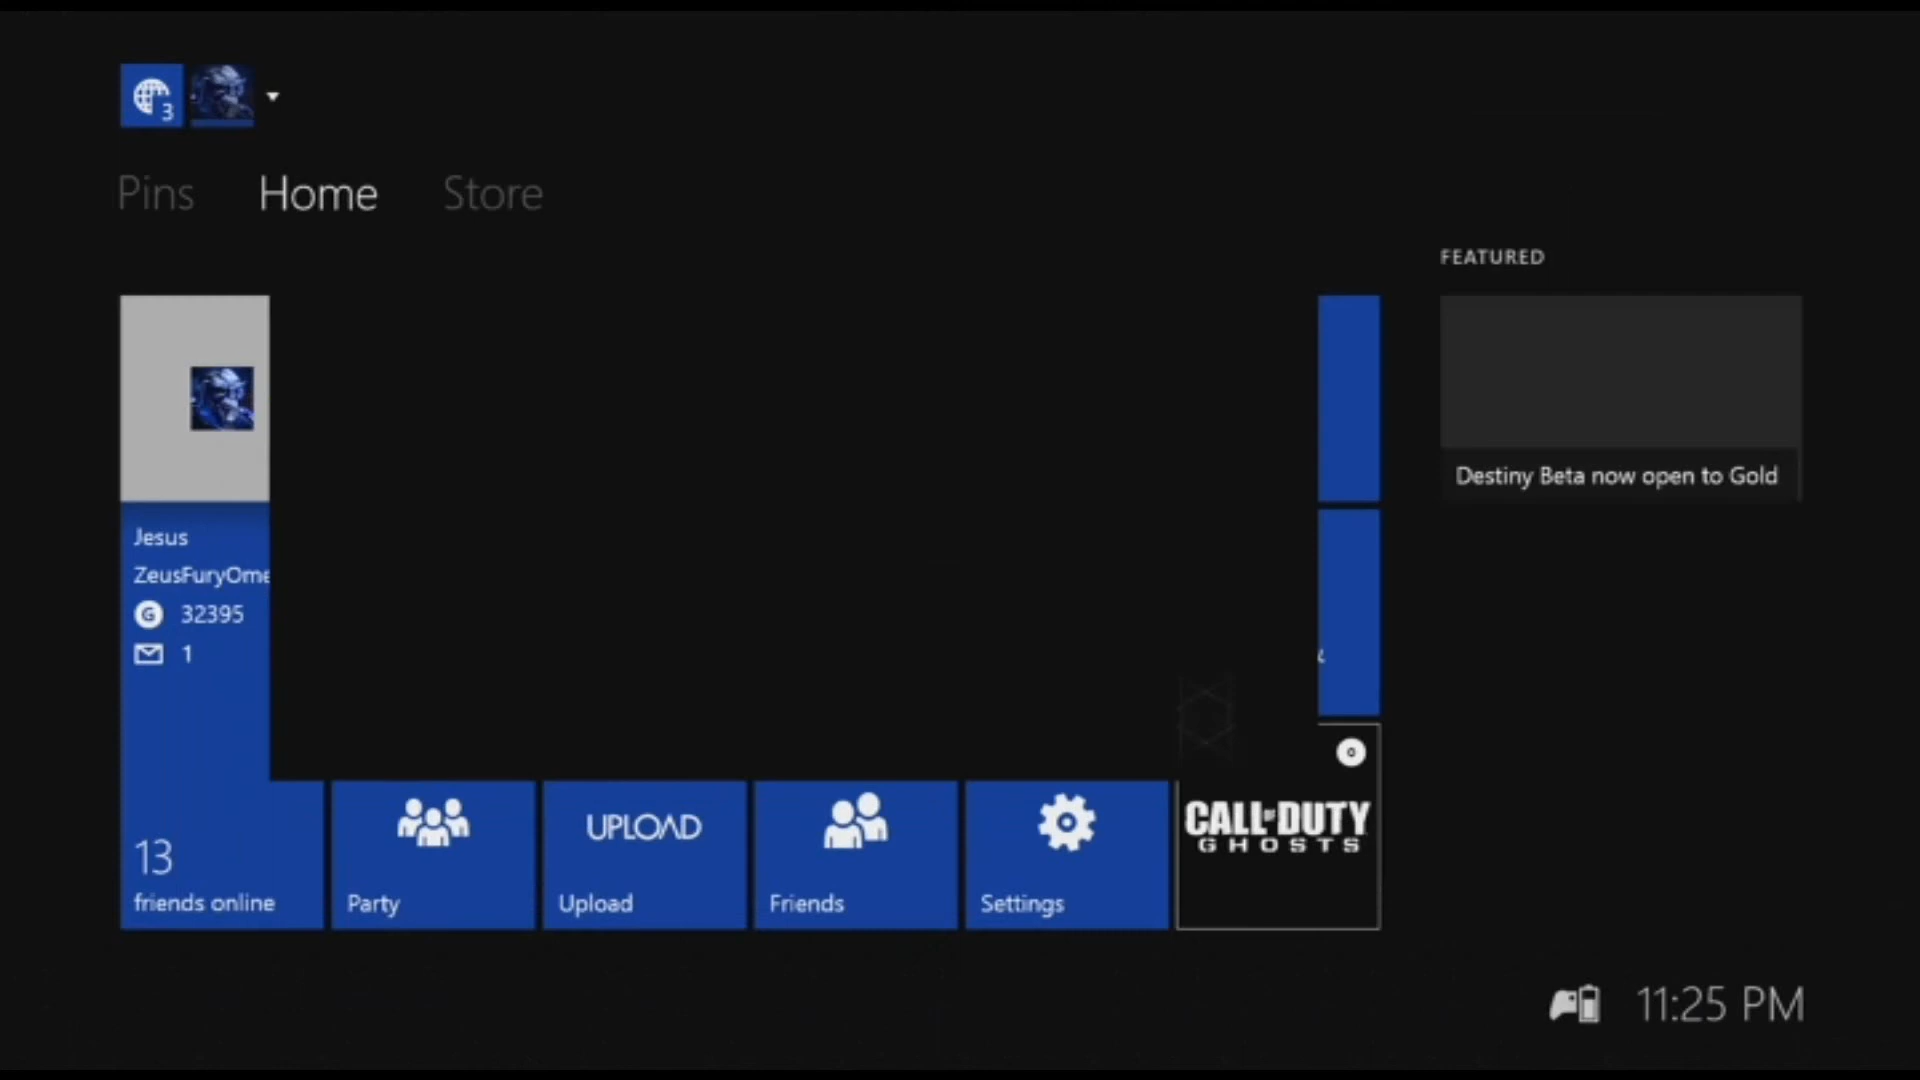 3
Pins Home Store
FEATURED
Destiny Beta now open to Gold
Jesus
ZeusFuryOme
G 32395
1
13
friends online
Party
UPLOAD
Upload
Friends
Settings
CALL OF DUTY
GHOSTS
11:25 PM